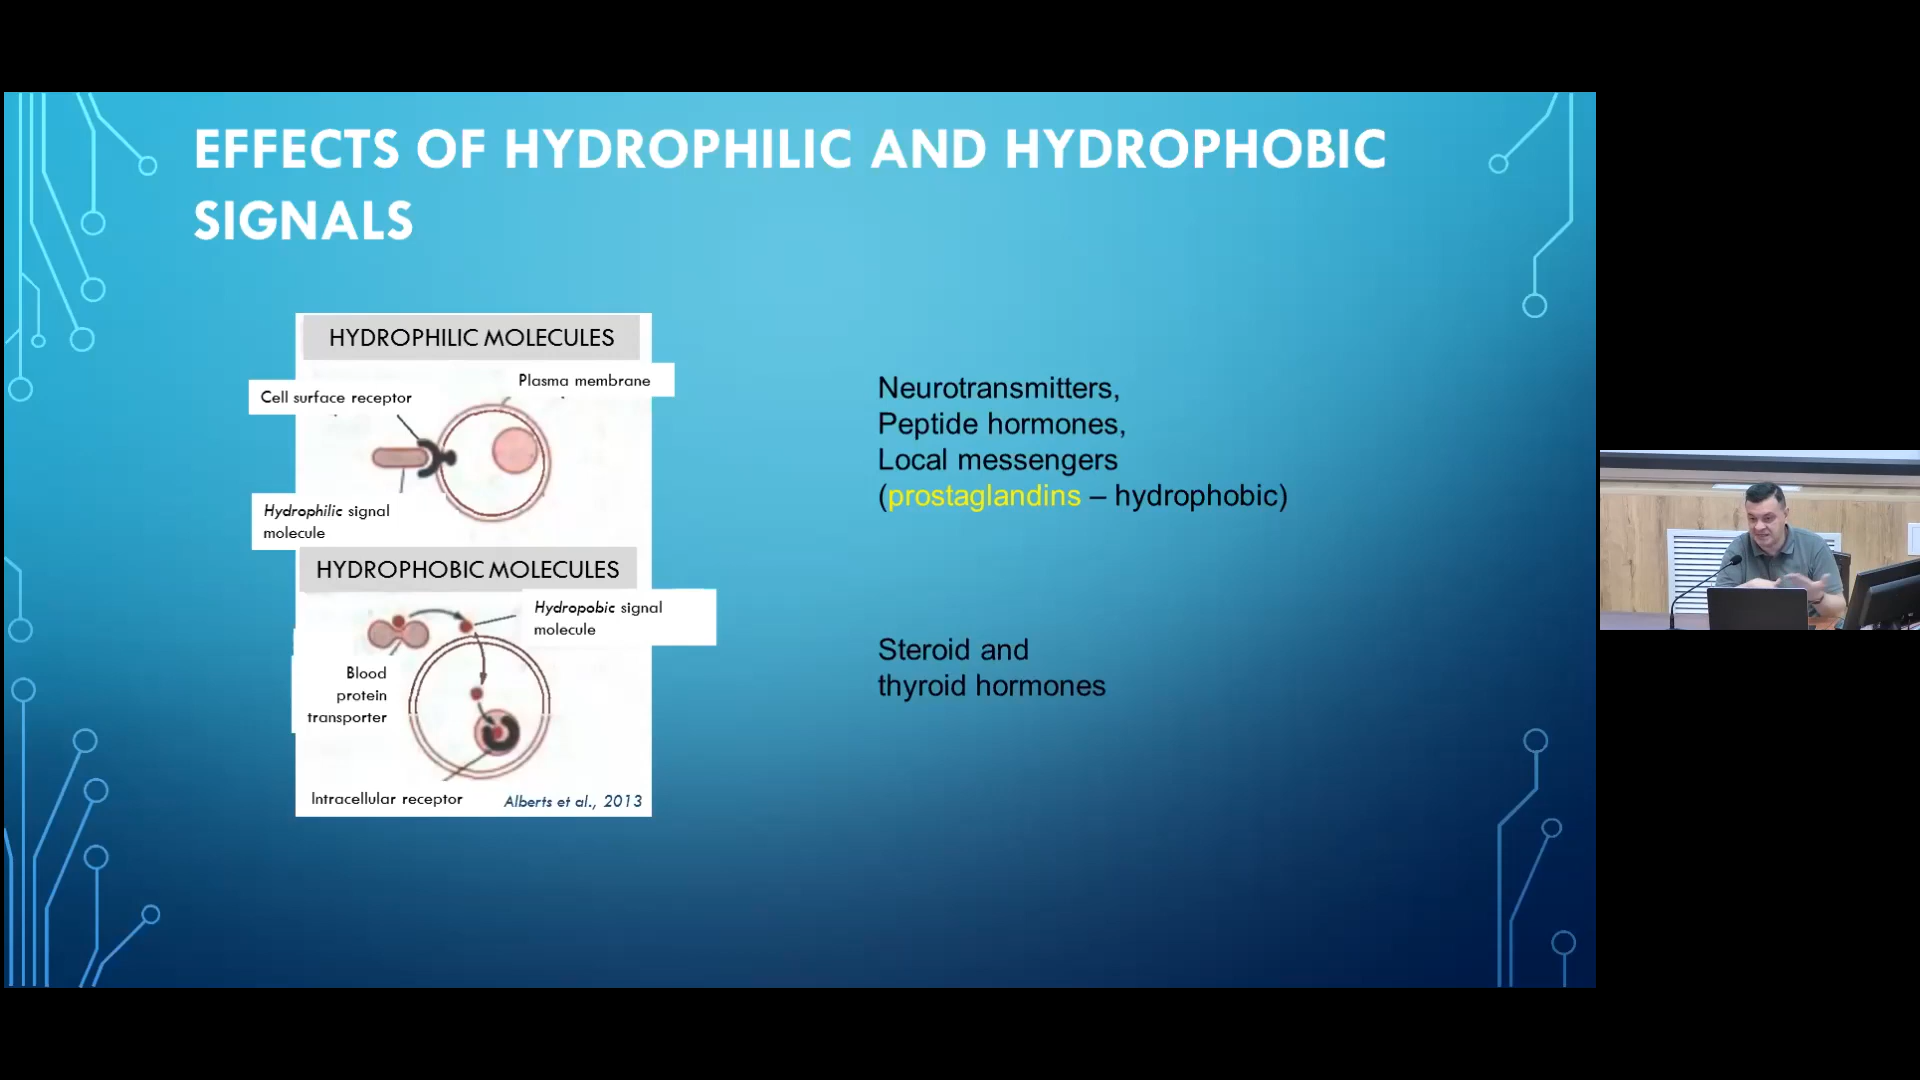 EFFECTS OF HYDROPHILIC AND HYDROPHOBIC
SIGNALS
HYDROPHILIC MOLECULES
Plasma membrane
Cell surface receptor
Hydrophilic signal
molecule
HYDROPHOBIC MOLECULES
Hydropobic signal
molecule
Blood
protein
transporter
Intracellular receptor
Alberts et al., 2013
Neurotransmitters,
Peptide hormones,
Local messengers
(prostaglandins – hydrophobic)
Steroid and
thyroid hormones